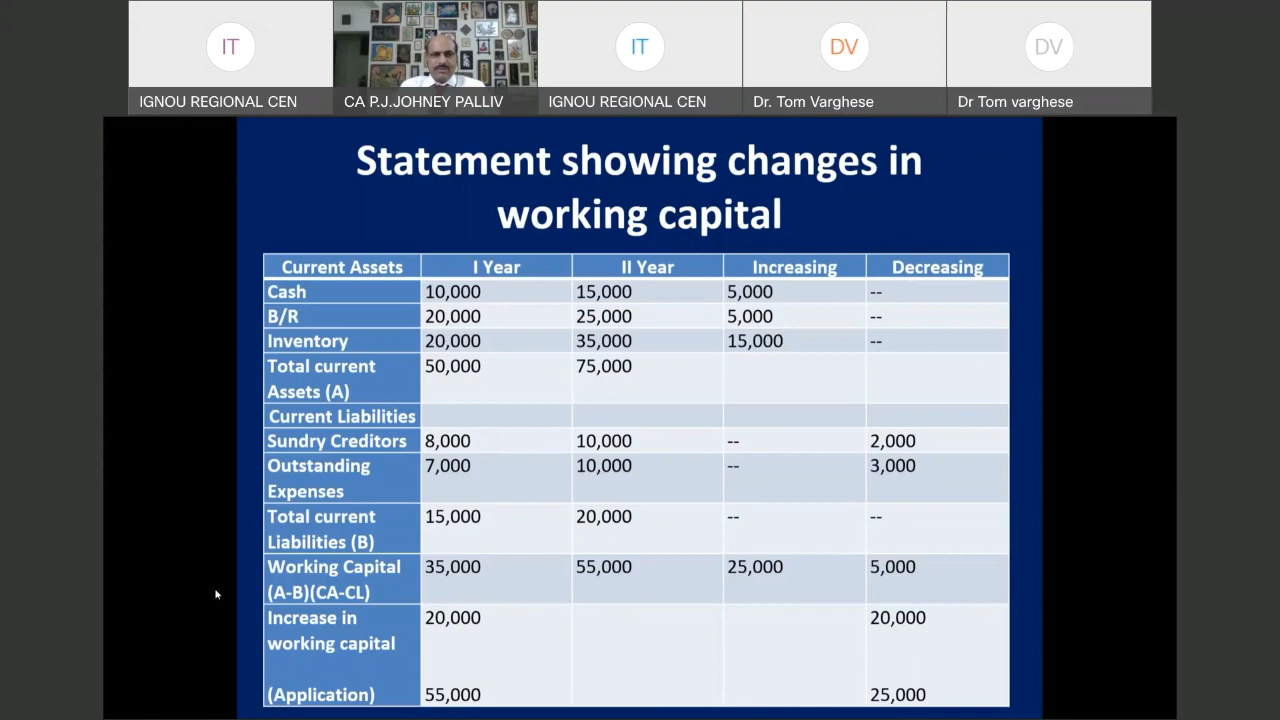 IT
IT
DV
DV
IGNOU REGIONAL CEN
CA P.J.JOHNEY PALLIV
IGNOU REGIONAL CEN
Dr. Tom Varghese
Dr Tom varghese
Statement showing changes in
working capital
Current Assets I Year II Year Increasing Decreasing
Cash 10,000 15,000 5,000 --
B/R 20,000 25,000 5,000 --
Inventory 20,000 35,000 15,000 --
Total current 50,000 75,000
Assets (A)
Current Liabilities
Sundry Creditors 8,000 10,000 -- 2,000
Outstanding 7,000 10,000 -- 3,000
Expenses
Total current 15,000 20,000 -- --
Liabilities (B)
Working Capital 35,000 55,000 25,000 5,000
(A-B)(CA-CL)
Increase in 20,000 20,000
working capital
(Application) 55,000 25,000